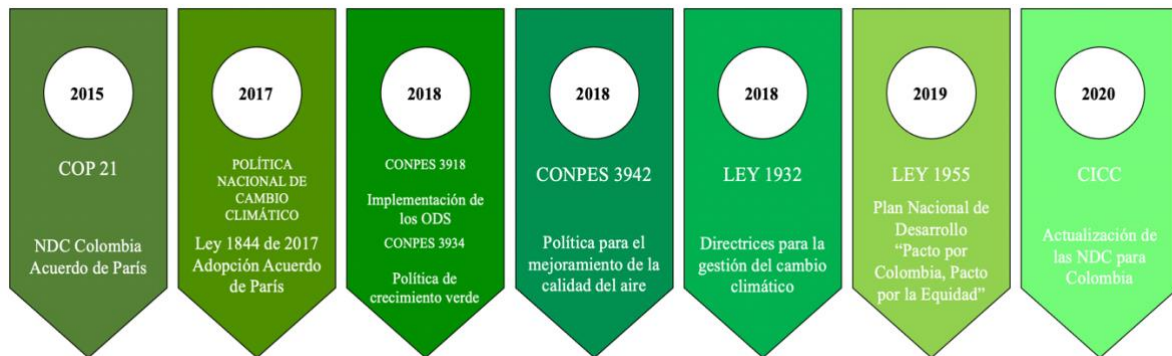 2015
COP 21
NDC Colombia
Acuerdo de París
2017
POLÍTICA
NACIONAL DE
CAMBIO
CLIMÁTICO
Ley 1844 de 2017
Adopción Acuerdo
de París
2018
CONPES 3918
Implementación de
los ODS
CONPES 3934
Política de
crecimiento verde
2018
CONPES 3942
Política para el
mejoramiento de la
calidad del aire
2018
LEY 1932
Directrices para la
gestión del cambio
climático
2019
LEY 1955
Plan Nacional de
Desarrollo
“Pacto por
Colombia, Pacto
por la Equidad”
2020
CICC
Actualización de
las NDC para
Colombia